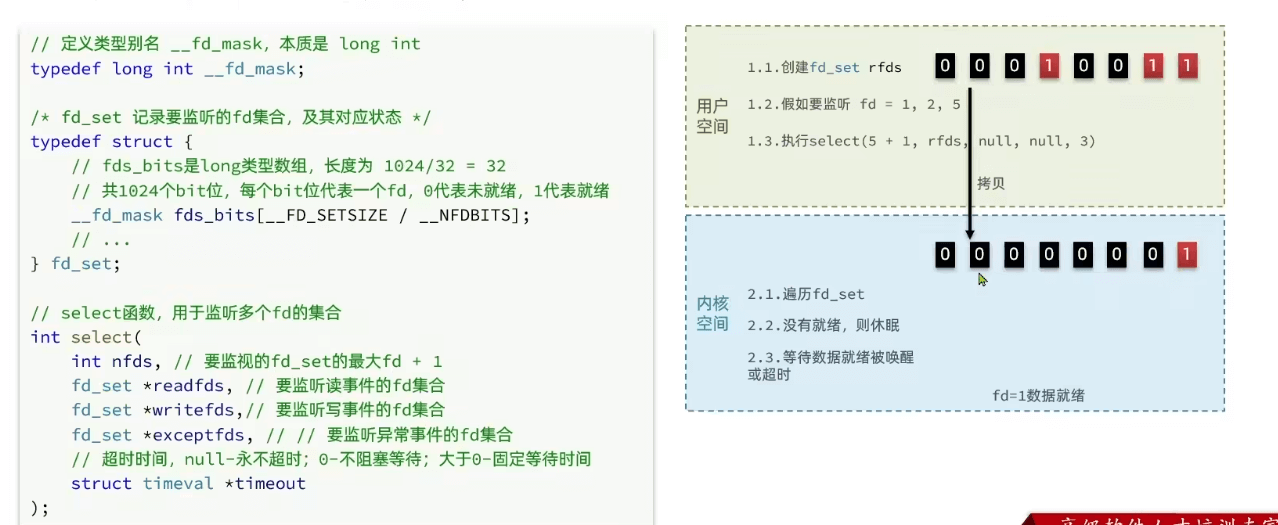 // 定义类型别名 __fd_mask，本质是 long int
typedef long int __fd_mask;
/* fd_set 记录要监听的fd集合，及其对应状态 */
typedef struct {
// fds_bits是long类型数组，长度为 1024/32 = 32
// 共1024个bit位，每个bit位代表一个fd，0代表未就绪，1代表就绪
__fd_mask fds_bits[__FD_SETSIZE / __NFDBITS];
// ...
} fd_set;
// select函数，用于监听多个fd的集合
int select(
int nfds, // 要监视的fd_set的最大fd + 1
fd_set *readfds, // 要监听读事件的fd集合
fd_set *writefds,// 要监听写事件的fd集合
fd_set *exceptfds, // // 要监听异常事件的fd集合
// 超时时间，null-永不超时；0-不阻塞等待；大于0-固定等待时间
struct timeval *timeout
);
用户
空间
1.1.创建fd_set rfds
0 0 0 1 0 0 1 1
1.2.假如要监听 fd = 1, 2, 5
1.3.执行select(5 + 1, rfds, null, null, 3)
拷贝
0 0 0 0 0 0 0 1
内核
空间
2.1.遍历fd_set
2.2.没有就绪，则休眠
2.3.等待数据就绪被唤醒
或超时
fd=1数据就绪